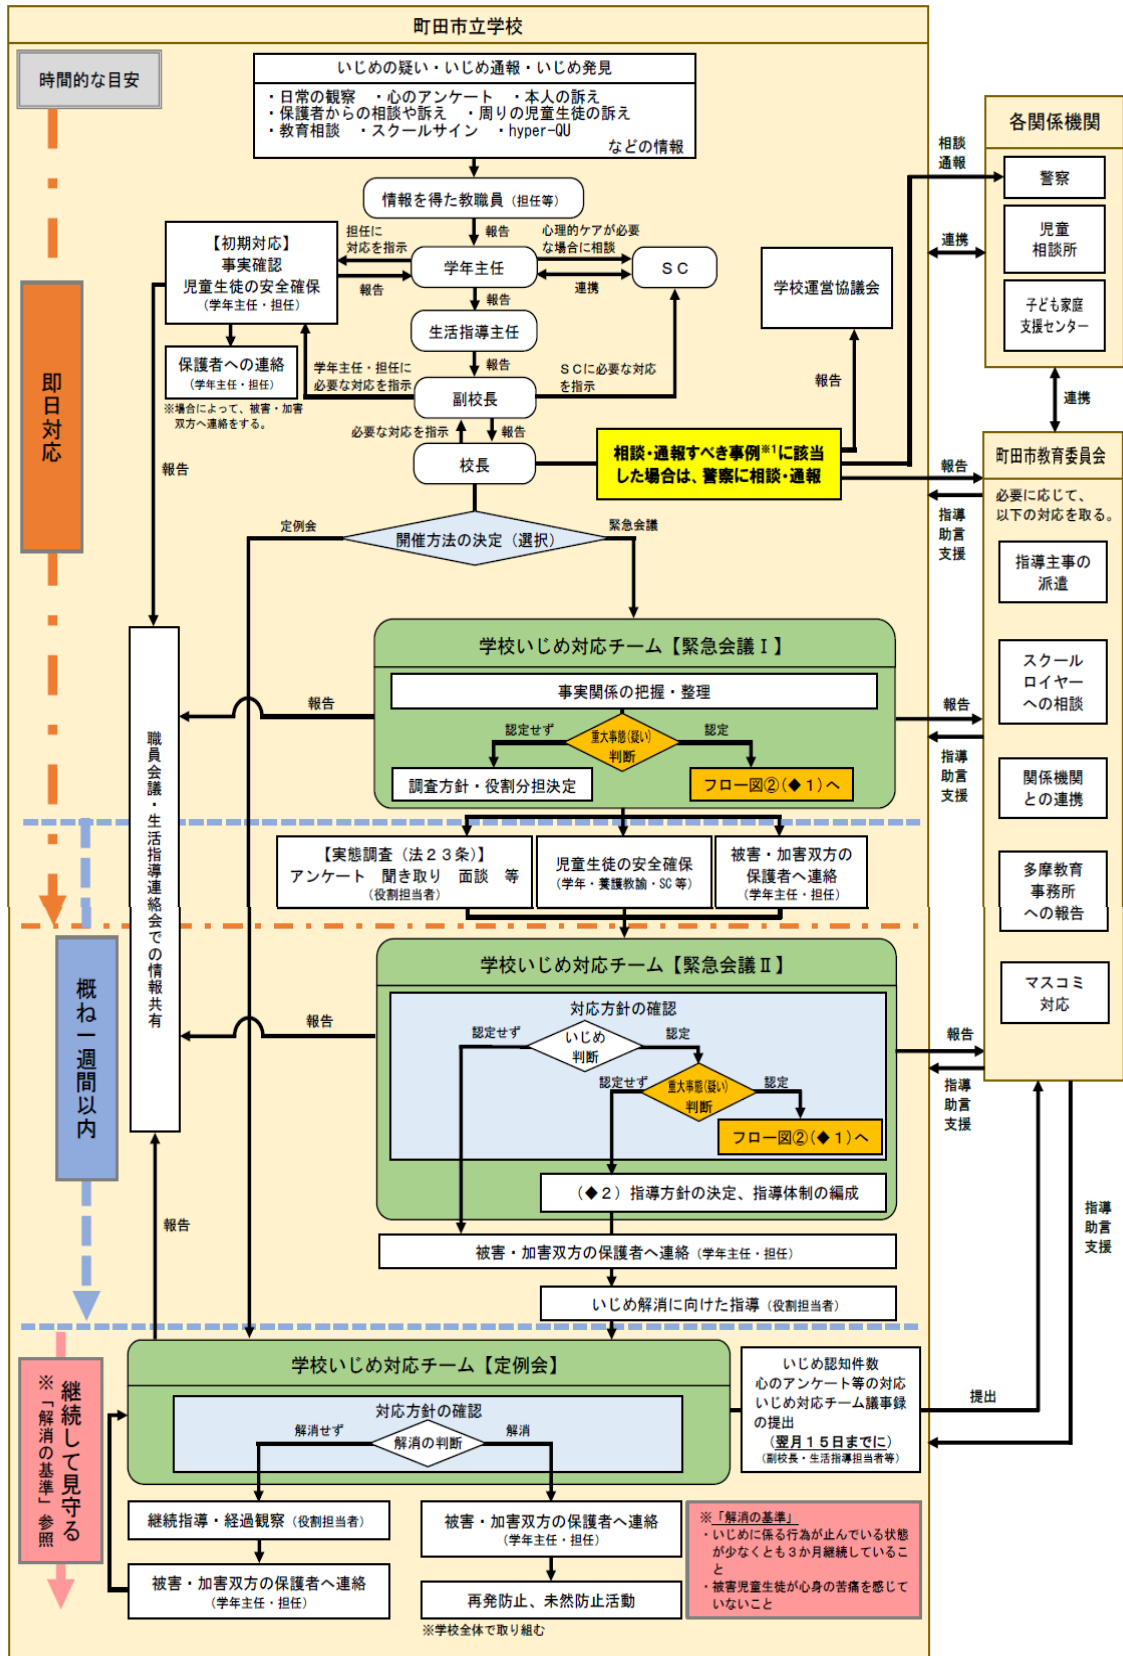 町田市立学校
時間的な目安
いじめの疑い・いじめ通報・いじめ発見
・日常の観察　・心のアンケート　・本人の訴え
・保護者からの相談や訴え　・周りの児童生徒の訴え
・教育相談　・スクールサイン　・hyper-QU
などの情報
情報を得た教職員（担任等）
報告
担任に
対応を指示
心理的ケアが必要
な場合に相談
【初期対応】
事実確認
児童生徒の安全確保
（学年主任・担任）
報告
学年主任
連携
ＳＣ
報告
生活指導主任
保護者への連絡
（学年主任・担任）
※場合によって、被害・加害
双方へ連絡をする。
学年主任・担任に
必要な対応を指示
報告
ＳＣに必要な対応
を指示
副校長
必要な対応を指示
報告
校長
相談・通報すべき事例※1に該当
した場合は、警察に相談・通報
学校運営協議会
報告
相談
通報
連携
各関係機関
警察
児童
相談所
子ども家庭
支援センター
連携
報告
指導
助言
支援
町田市教育委員会
必要に応じて、
以下の対応を取る。
指導主事の
派遣
スクール
ロイヤー
への相談
関係機関
との連携
多摩教育
事務所
への報告
マスコミ
対応
即日対応
報告
定例会
開催方法の決定（選択）
緊急会議
学校いじめ対応チーム【緊急会議Ⅰ】
事実関係の把握・整理
認定せず
重大事態（疑い）
判断
認定
調査方針・役割分担決定
フロー図②(◆１)へ
報告
報告
指導
助言
支援
職員会議・生活指導連絡会での情報共有
【実態調査（法２３条）】
アンケート　聞き取り　面談　等
（役割担当者）
児童生徒の安全確保
（学年・養護教諭・SC等）
被害・加害双方の
保護者へ連絡
（学年主任・担任）
概ね一週間以内
学校いじめ対応チーム【緊急会議Ⅱ】
対応方針の確認
認定せず
いじめ
判断
認定
認定せず
重大事態（疑い）
判断
認定
フロー図②(◆１)へ
（◆２）指導方針の決定、指導体制の編成
報告
報告
指導
助言
支援
報告
被害・加害双方の保護者へ連絡（学年主任・担任）
いじめ解消に向けた指導（役割担当者）
指導
助言
支援
継続して見守る
※「解消の基準」参照
学校いじめ対応チーム【定例会】
対応方針の確認
解消せず
解消の判断
解消
いじめ認知件数
心のアンケート等の対応
いじめ対応チーム議事録
の提出
（翌月１５日までに）
（副校長・生活指導担当者等）
提出
継続指導・経過観察（役割担当者）
被害・加害双方の保護者へ連絡
（学年主任・担任）
被害・加害双方の保護者へ連絡
（学年主任・担任）
再発防止、未然防止活動
※学校全体で取り組む
※「解消の基準」
・いじめに係る行為が止んでいる状態
が少なくとも３か月継続しているこ
と
・被害児童生徒が心身の苦痛を感じて
いないこと